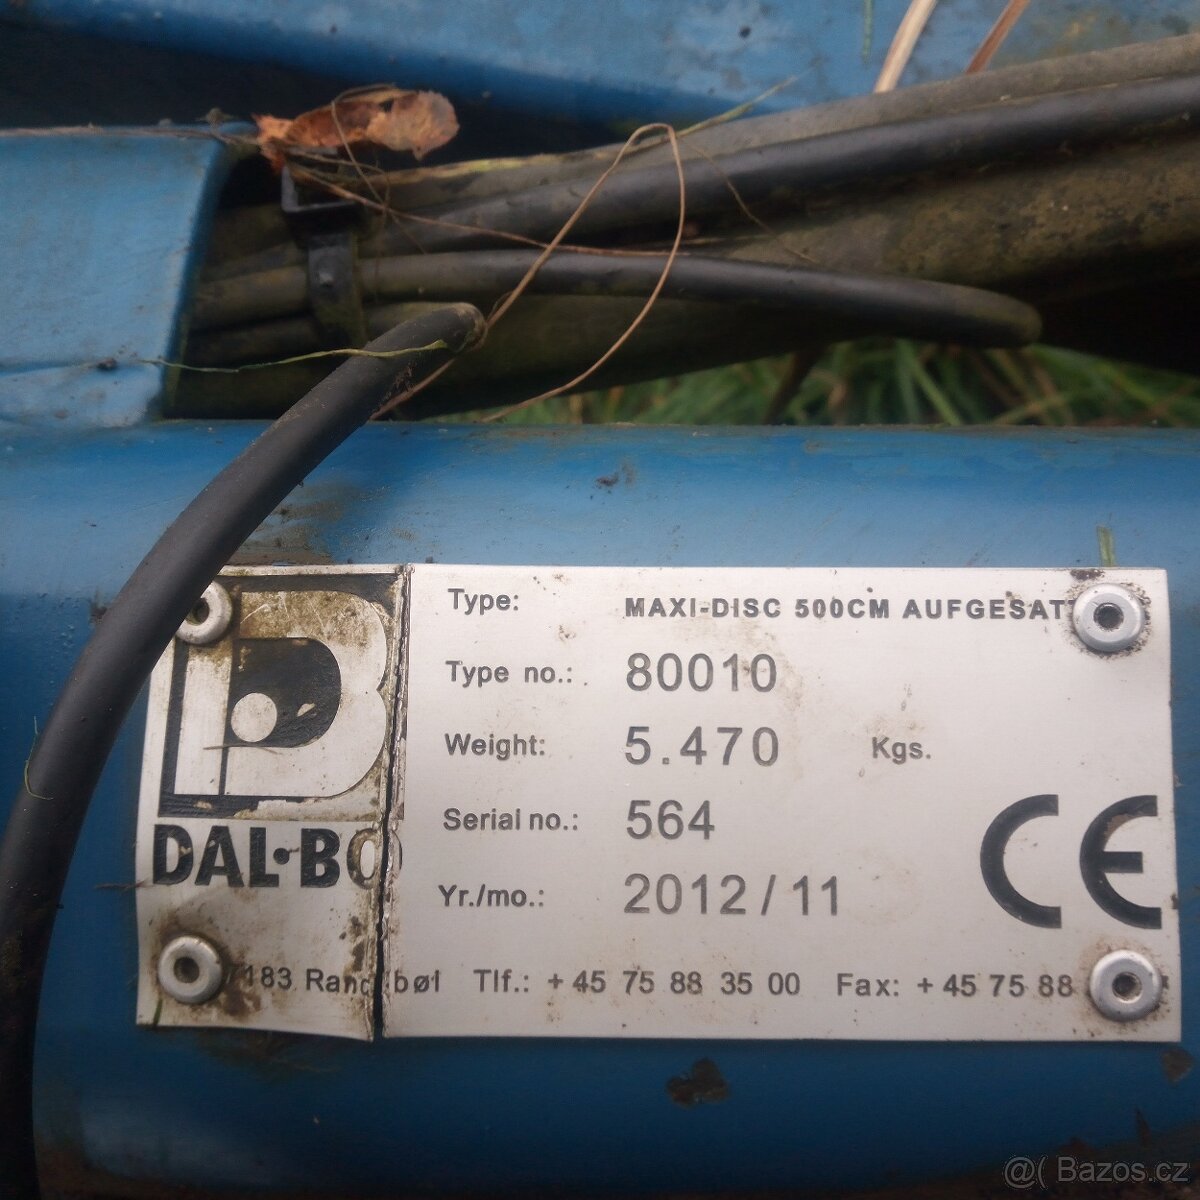 Type: MAXI-DISC 500CM AUFGESAT
Type no.: 80010
Weight: 5.470 Kgs.
Serial no.: 564
Yr./mo.: 2012/11
DAL·BO
CE
7183 Randbøl Tlf.: +45 75 88 35 00 Fax: +45 75 88
@( Bazos.cz